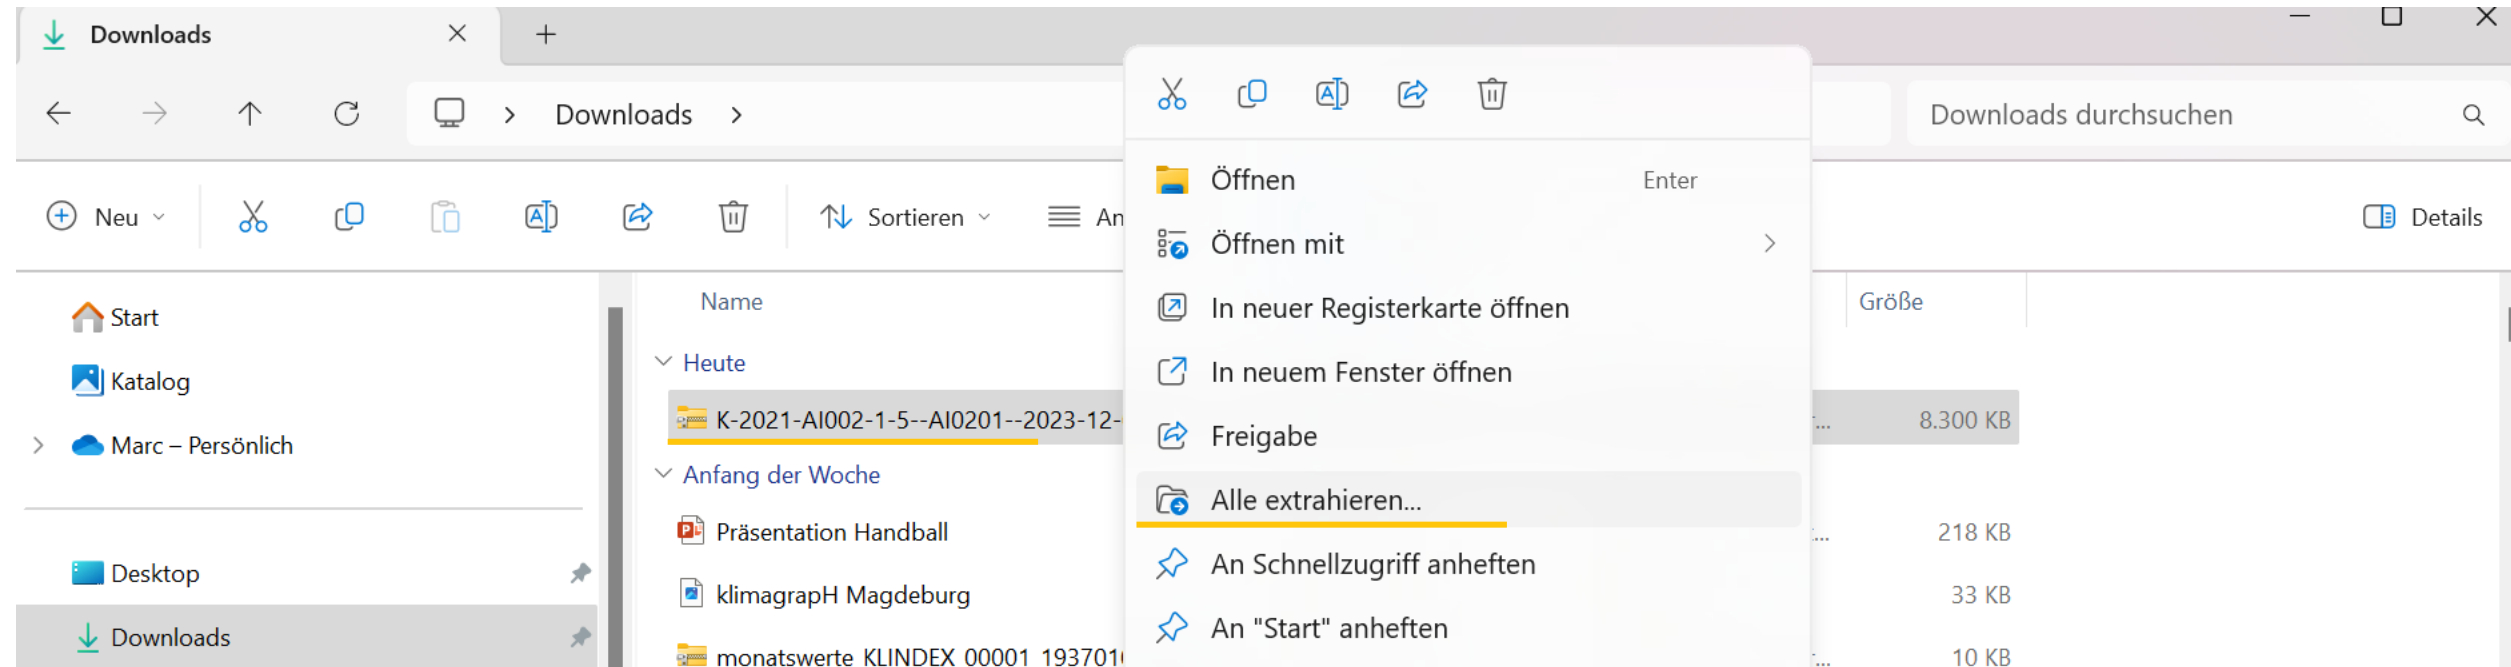 Downloads
Downloads
Downloads durchsuchen
Neu
Sortieren
An
Details
Öffnen Enter
Öffnen mit
In neuer Registerkarte öffnen
In neuem Fenster öffnen
Freigabe
Alle extrahieren...
An Schnellzugriff anheften
An "Start" anheften
Start
Katalog
Marc – Persönlich
Desktop
Downloads
Name Größe
Heute
K-2021-AI002-1-5--AI0201--2023-12- ... 8.300 KB
Anfang der Woche
Präsentation Handball ... 218 KB
klimagrapH Magdeburg 33 KB
monatswerte_KLINDEX_00001_193701 ... 10 KB